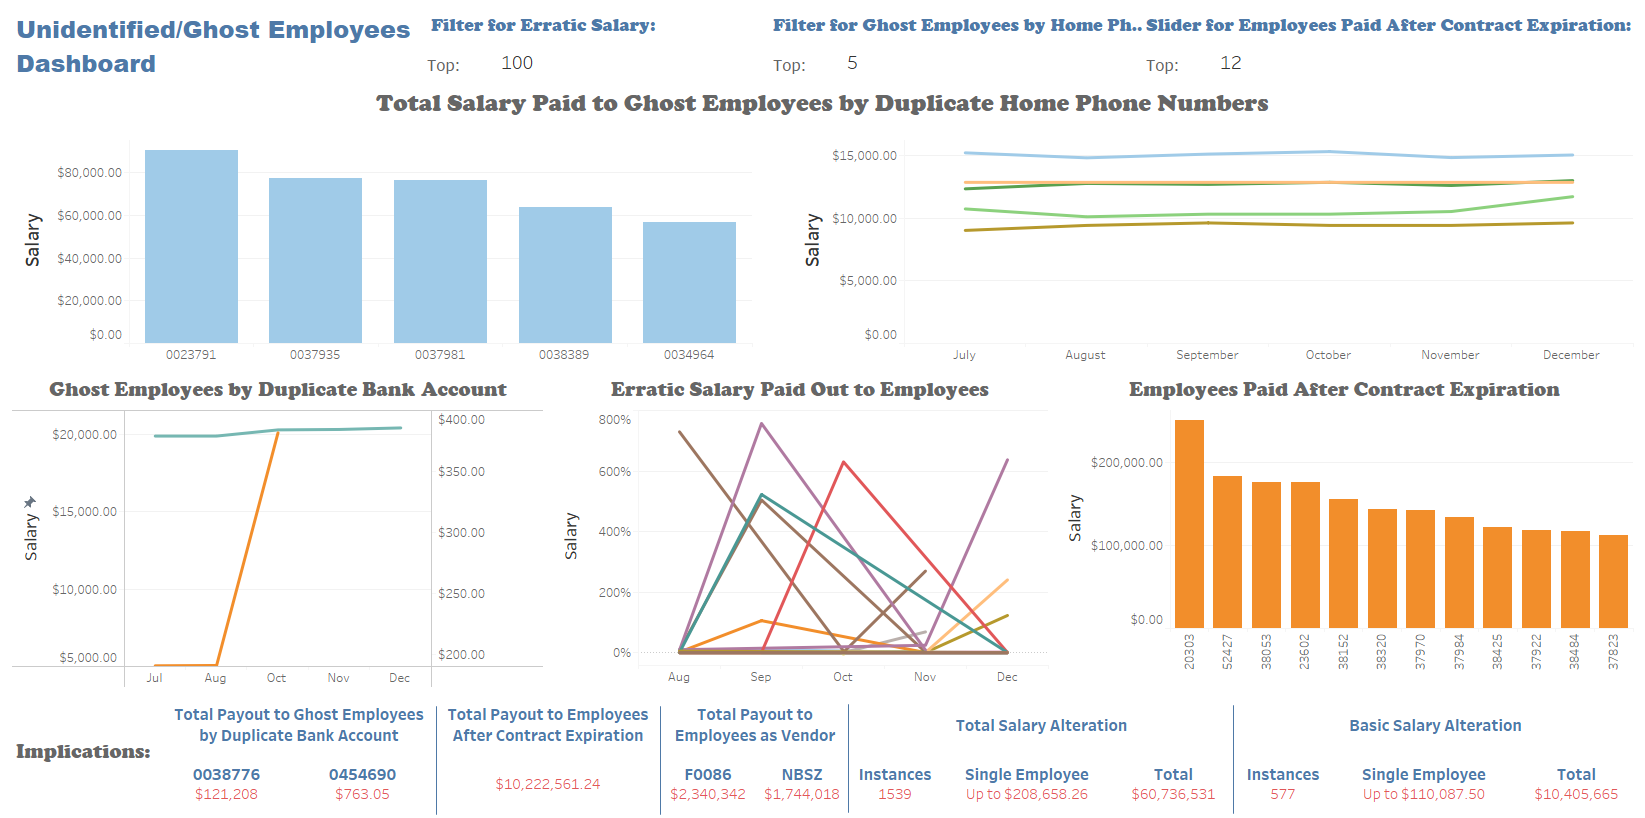 Unidentified/Ghost Employees
Dashboard
Filter for Erratic Salary:
Top: 100
Filter for Ghost Employees by Home Ph..
Top: 5
Slider for Employees Paid After Contract Expiration:
Top: 12
Total Salary Paid to Ghost Employees by Duplicate Home Phone Numbers
Salary
$80,000.00
$60,000.00
$40,000.00
$20,000.00
$0.00
0023791 0037935 0037981 0038389 0034964
Salary
$15,000.00
$10,000.00
$5,000.00
$0.00
July August September October November December
Ghost Employees by Duplicate Bank Account
Salary
$20,000.00
$15,000.00
$10,000.00
$5,000.00
$400.00
$350.00
$300.00
$250.00
$200.00
Jul Aug Oct Nov Dec
Erratic Salary Paid Out to Employees
Salary
800%
600%
400%
200%
0%
Aug Sep Oct Nov Dec
Employees Paid After Contract Expiration
Salary
$200,000.00
$100,000.00
$0.00
20303 52427 38053 23602 38152 38320 37970 37984 38425 37922 38484 37823
Implications:
Total Payout to Ghost Employees
by Duplicate Bank Account
0038776 0454690
$121,208 $763.05
Total Payout to Employees
After Contract Expiration
$10,222,561.24
Total Payout to
Employees as Vendor
F0086 NBSZ
$2,340,342 $1,744,018
Total Salary Alteration
Instances Single Employee Total
1539 Up to $208,658.26 $60,736,531
Basic Salary Alteration
Instances Single Employee Total
577 Up to $110,087.50 $10,405,665